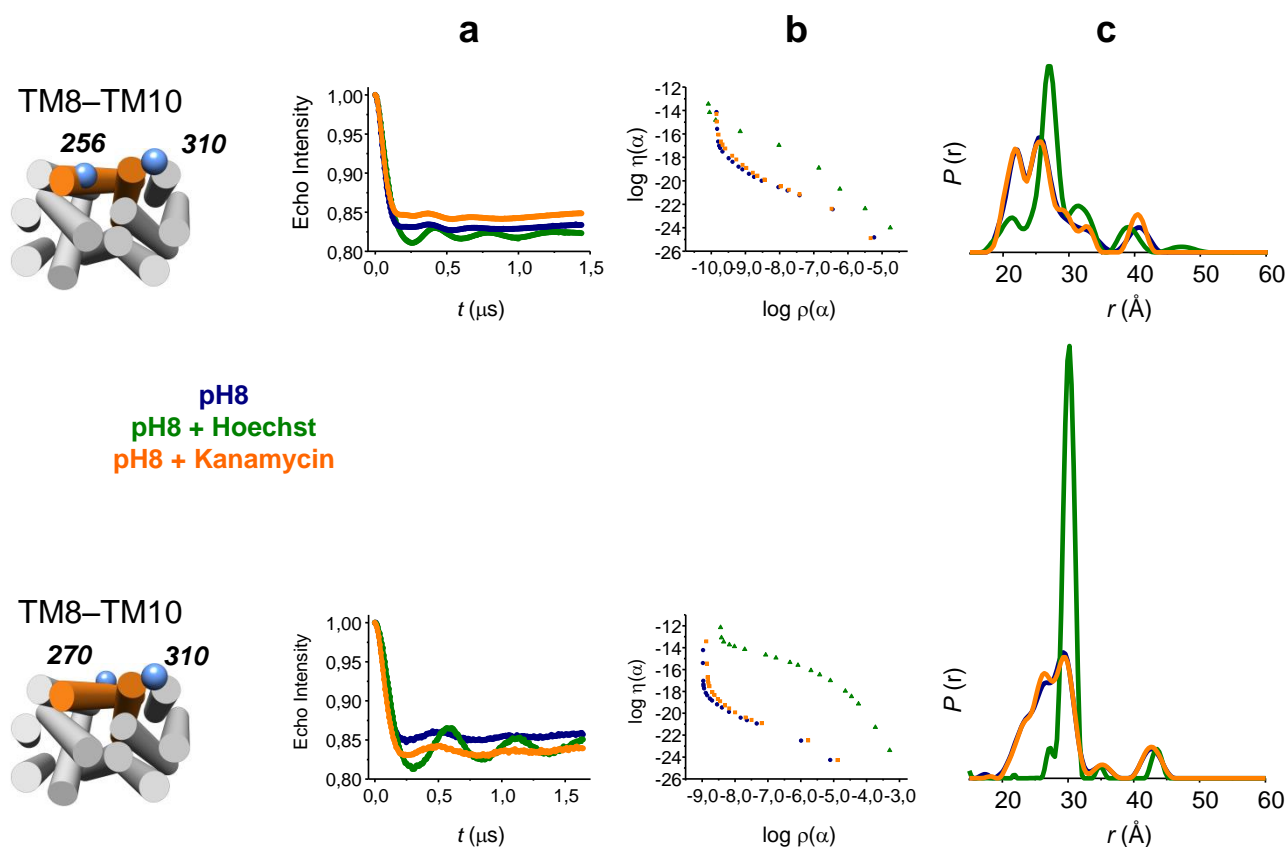 a b c
TM8–TM10
256 310
Echo Intensity
1,00
0,95
0,90
0,85
0,80
0,0 0,5 1,0 1,5
t (μs)
log η(α)
-12
-14
-16
-18
-20
-22
-24
-26
-10,0 -9,0 -8,0 -7,0 -6,0 -5,0
log ρ(α)
P (r)
20 30 40 50 60
r (Å)
pH8
pH8 + Hoechst
pH8 + Kanamycin
TM8–TM10
270 310
Echo Intensity
1,00
0,95
0,90
0,85
0,80
0,0 0,5 1,0 1,5
t (μs)
log η(α)
-12
-14
-16
-18
-20
-22
-24
-26
-9,0 -8,0 -7,0 -6,0 -5,0 -4,0 -3,0
log ρ(α)
P (r)
20 30 40 50 60
r (Å)